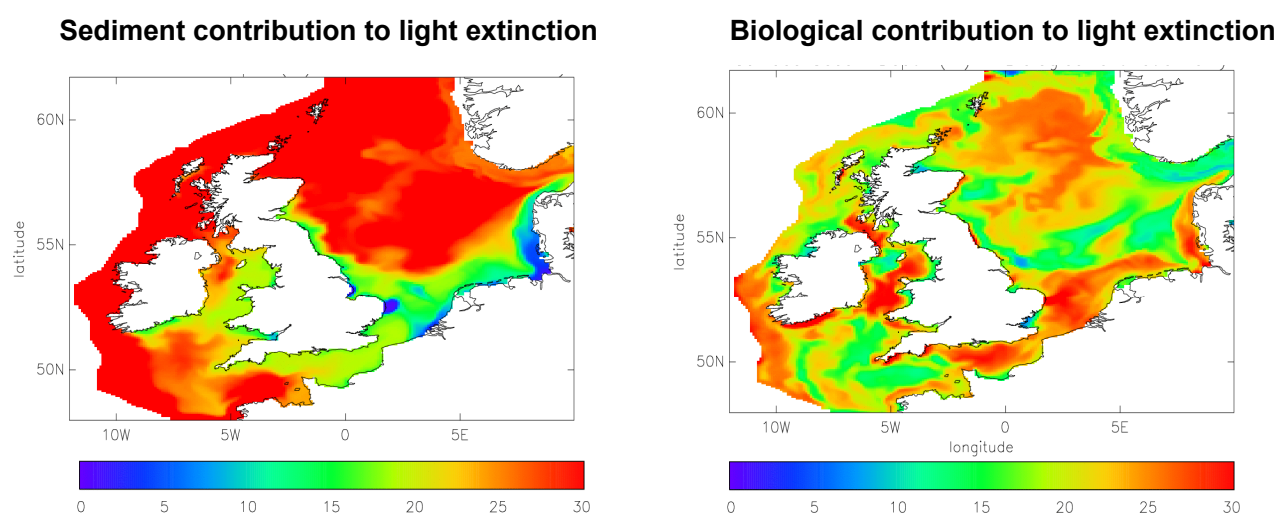 Sediment contribution to light extinction
Biological contribution to light extinction
60N
55N
50N
latitude
10W
5W
0
5E
0
5
10
15
20
25
30
60N
55N
50N
latitude
10W
5W
0
5E
longitude
0
5
10
15
20
25
30